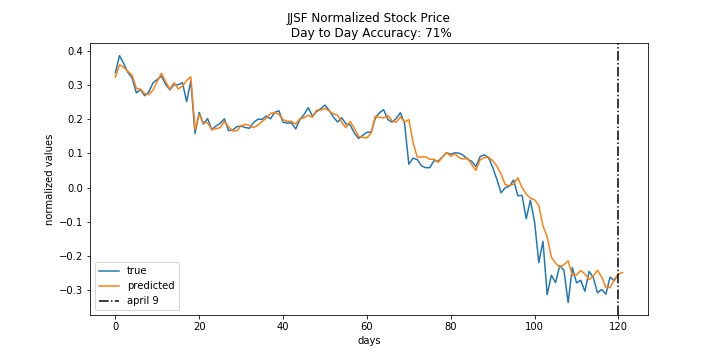 JJSF Normalized Stock Price
Day to Day Accuracy: 71%
normalized values
0.4
0.3
0.2
0.1
0.0
−0.1
−0.2
−0.3
true
predicted
april 9
0 20 40 60 80 100 120
days